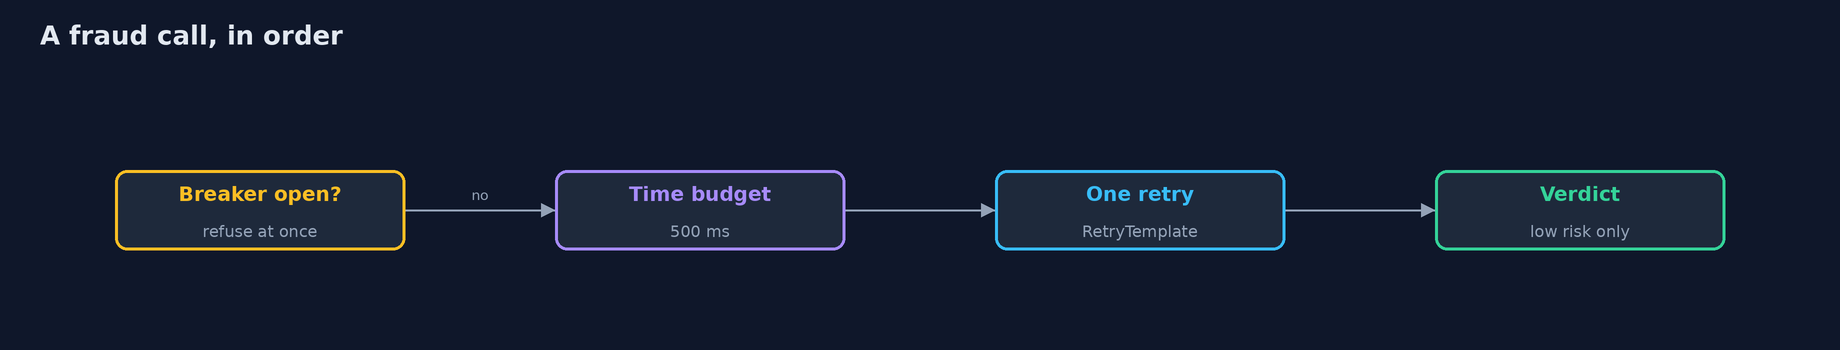 A fraud call, in order
Breaker open?
refuse at once
no
Time budget
500 ms
One retry
RetryTemplate
Verdict
low risk only